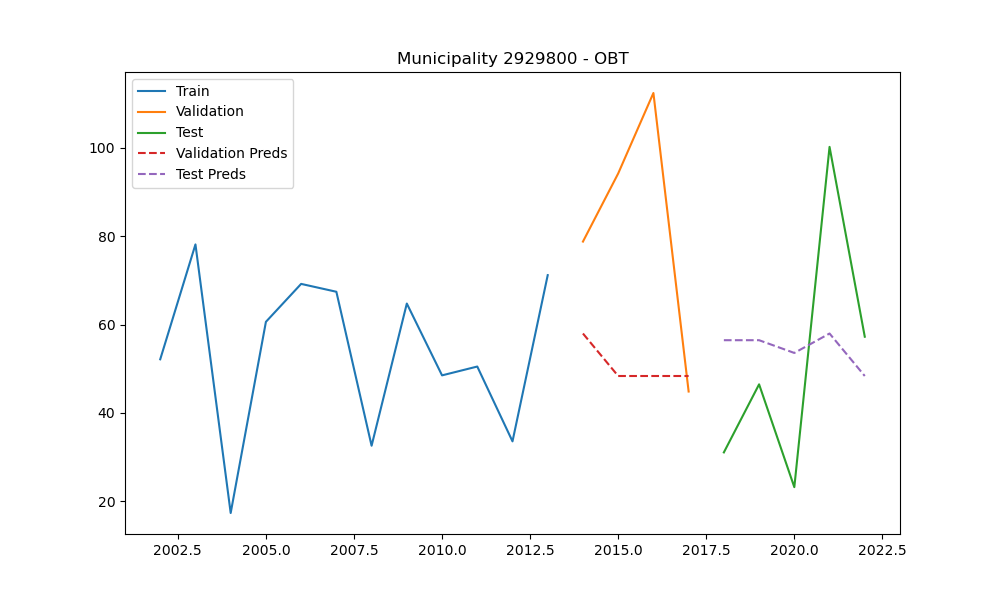 Municipality 2929800 - OBT
Train
Validation
Test
Validation Preds
Test Preds
100
80
60
40
20
2002.5 2005.0 2007.5 2010.0 2012.5 2015.0 2017.5 2020.0 2022.5